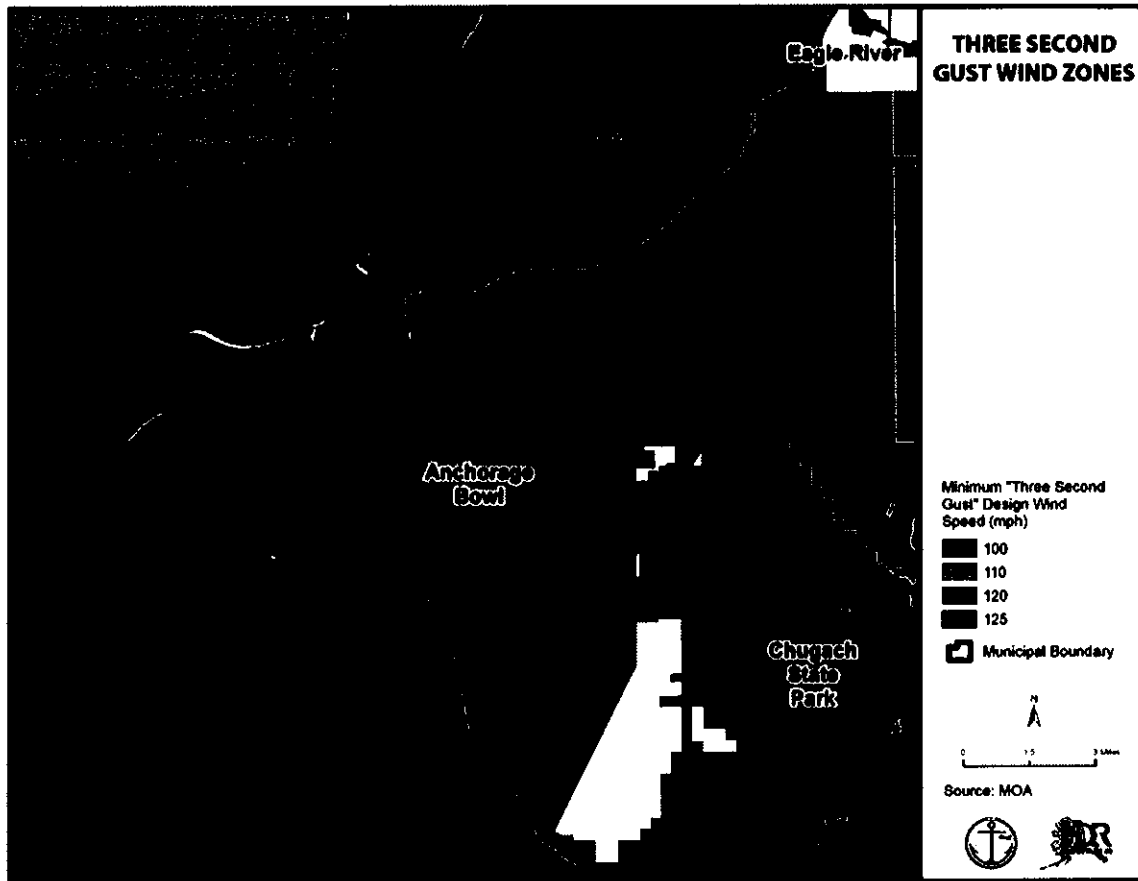 THREE SECOND
GUST WIND ZONES
Eagle River
Anchorage
Bowl
Chugach
State
Park
Minimum "Three Second
Gust" Design Wind
Speed (mph)
100
110
120
125
Municipal Boundary
N
0 1.5 3 Miles
Source: MOA